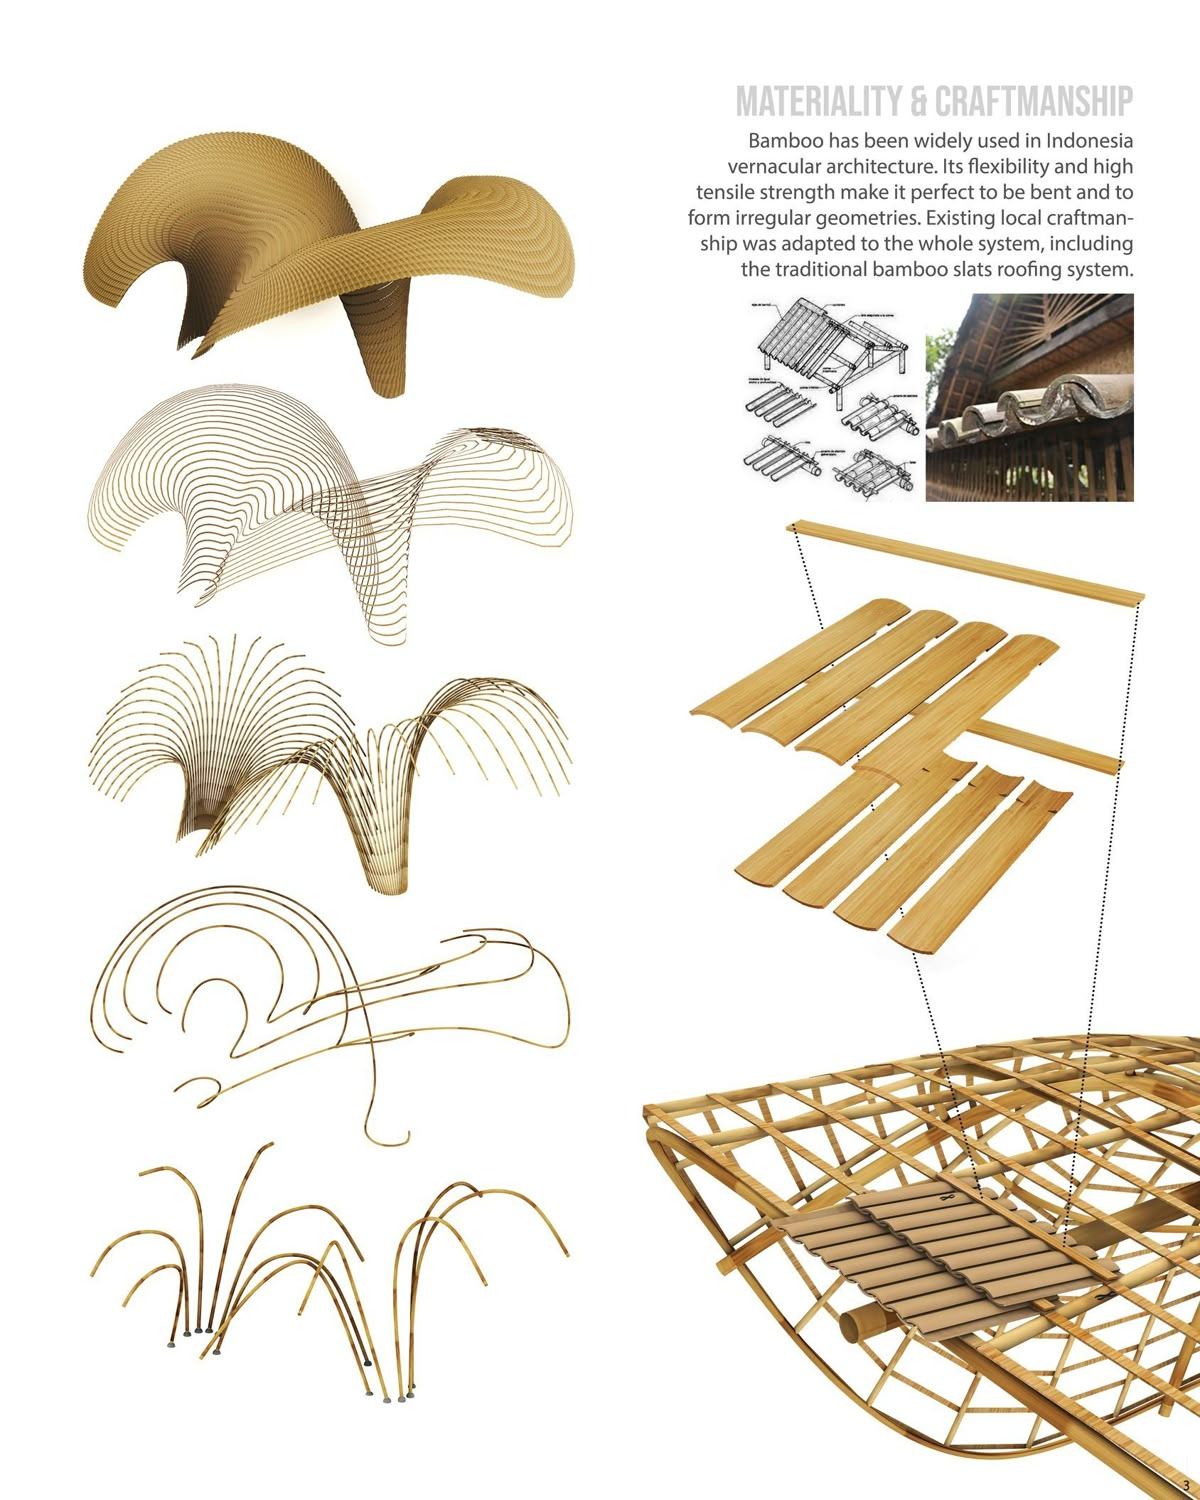 MATERIALITY & CRAFTMANSHIP
Bamboo has been widely used in Indonesia
vernacular architecture. Its flexibility and high
tensile strength make it perfect to be bent and to
form irregular geometries. Existing local craftman-
ship was adapted to the whole system, including
the traditional bamboo slats roofing system.
3